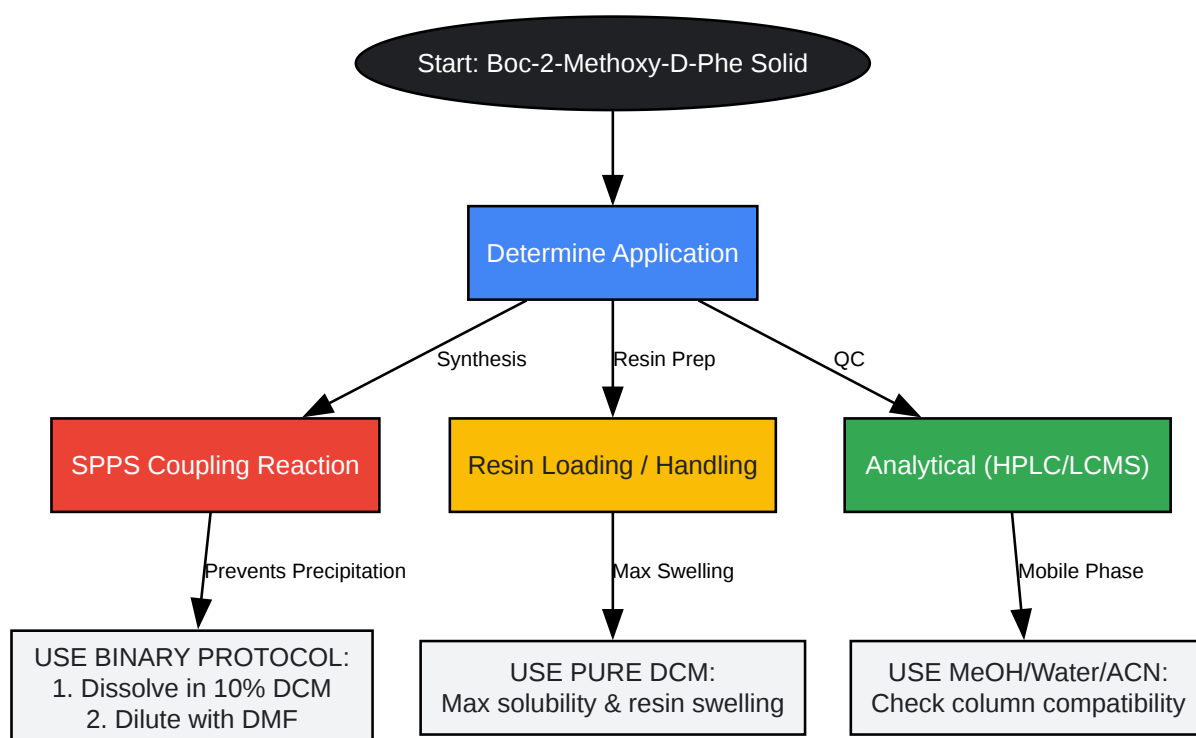 Start: Boc-2-Methoxy-D-Phe Solid
Determine Application
Synthesis
Resin Prep
QC
SPPS Coupling Reaction
Resin Loading / Handling
Analytical (HPLC/LCMS)
Prevents Precipitation
Max Swelling
Mobile Phase
USE BINARY PROTOCOL:
1. Dissolve in 10% DCM
2. Dilute with DMF
USE PURE DCM:
Max solubility & resin swelling
USE MeOH/Water/ACN:
Check column compatibility